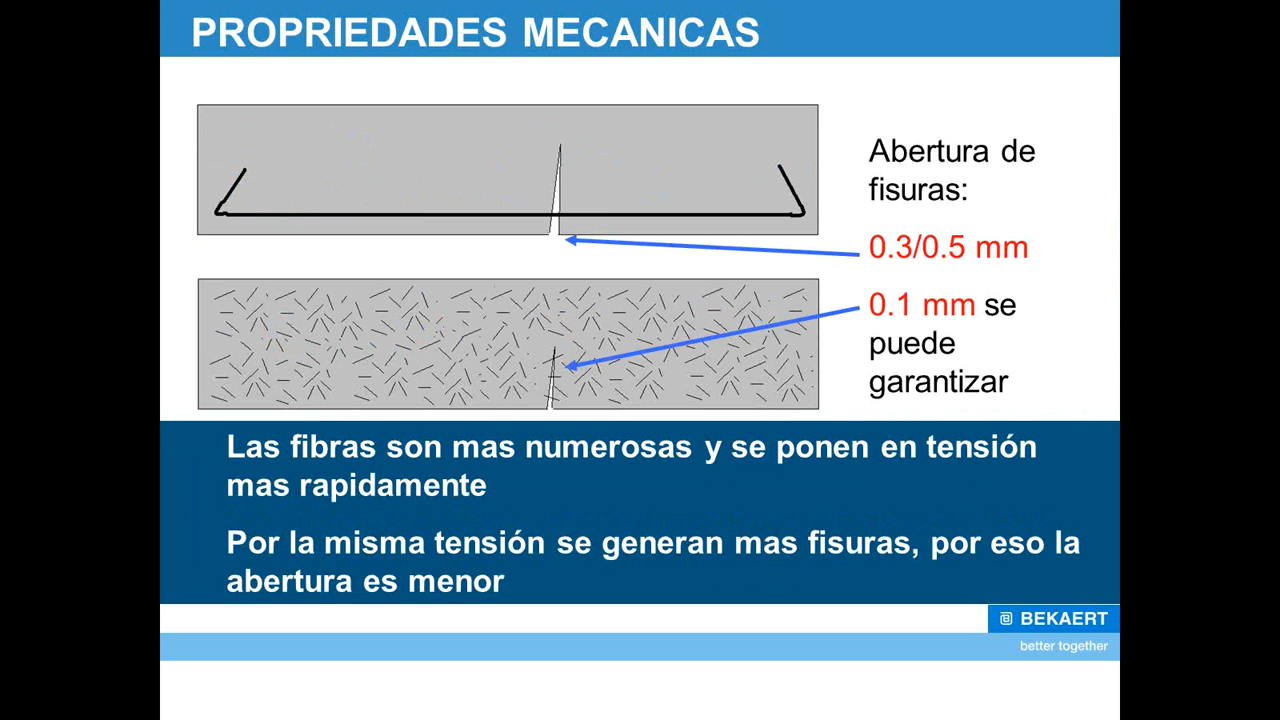 PROPRIEDADES MECANICAS
Abertura de
fisuras:
0.3/0.5 mm
0.1 mm se
puede
garantizar
Las fibras son mas numerosas y se ponen en tensión
mas rapidamente
Por la misma tensión se generan mas fisuras, por eso la
abertura es menor
BEKAERT
better together